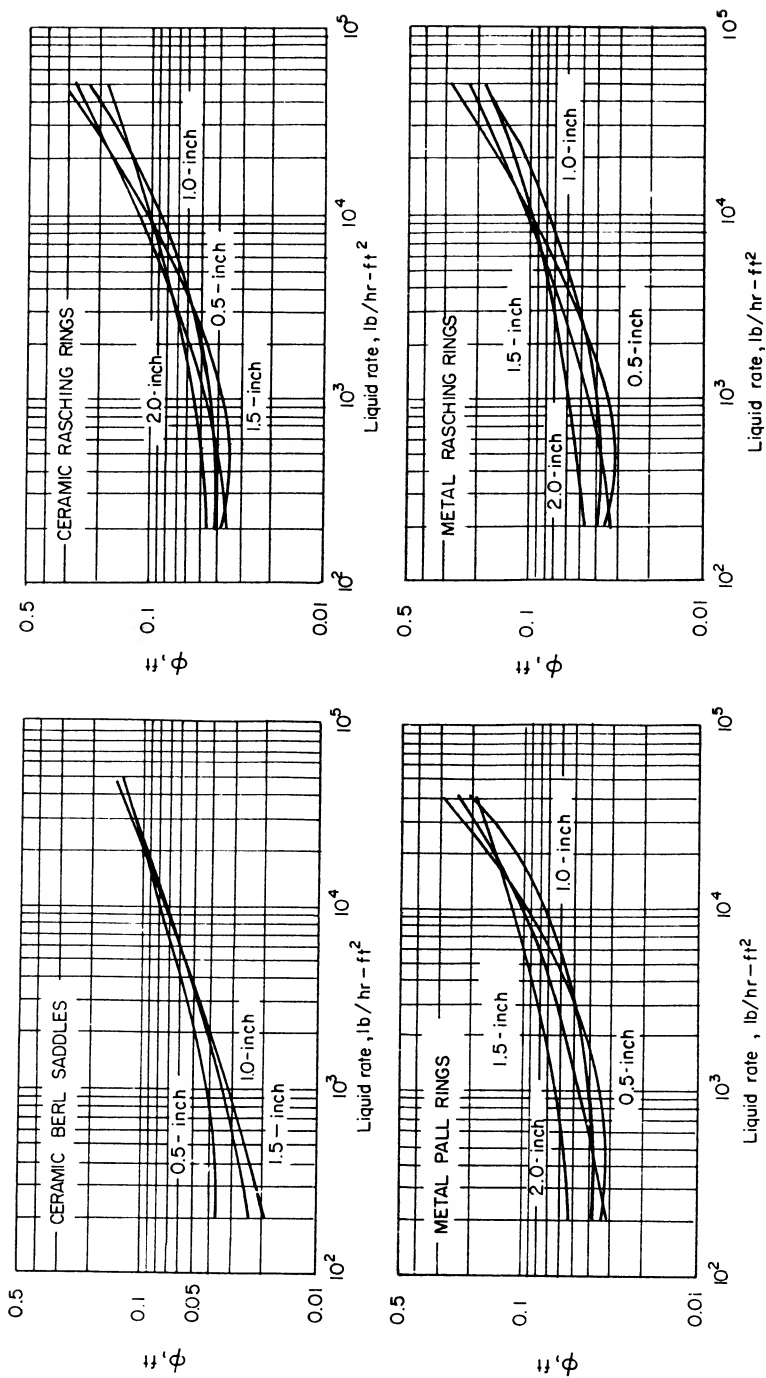 0.5
0.1
0.05
0.01
ϕ, ft
CERAMIC BERL SADDLES
0.5-inch
1.0-inch
1.5-inch
10²
10³
10⁴
10⁵
Liquid rate, lb/hr-ft²
0.5
0.1
0.01
ϕ, ft
CERAMIC RASCHING RINGS
2.0-inch
1.0-inch
0.5-inch
1.5-inch
10²
10³
10⁴
10⁵
Liquid rate, lb/hr-ft²
0.5
0.1
0.01
ϕ, ft
METAL PALL RINGS
1.5-inch
2.0-inch
1.0-inch
0.5-inch
10²
10³
10⁴
10⁵
Liquid rate, lb/hr-ft²
0.5
0.1
0.01
ϕ, ft
METAL RASCHING RINGS
1.5-inch
2.0-inch
1.0-inch
0.5-inch
10²
10³
10⁴
10⁵
Liquid rate, lb/hr-ft²